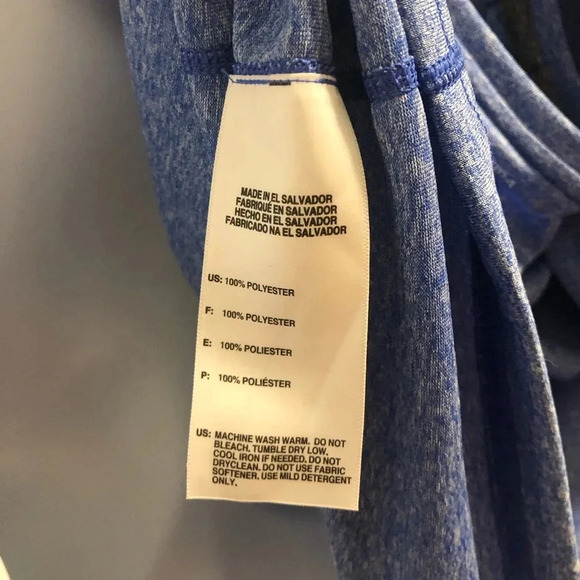 MADE IN EL SALVADOR
FABRIQUÉ EN SALVADOR
HECHO EN EL SALVADOR
FABRICADO NA EL SALVADOR
US: 100% POLYESTER
F: 100% POLYESTER
E: 100% POLIESTER
P: 100% POLIÉSTER
US: MACHINE WASH WARM. DO NOT
BLEACH. TUMBLE DRY LOW.
COOL IRON IF NEEDED. DO NOT
DRYCLEAN. DO NOT USE FABRIC
SOFTENER. USE MILD DETERGENT
ONLY.